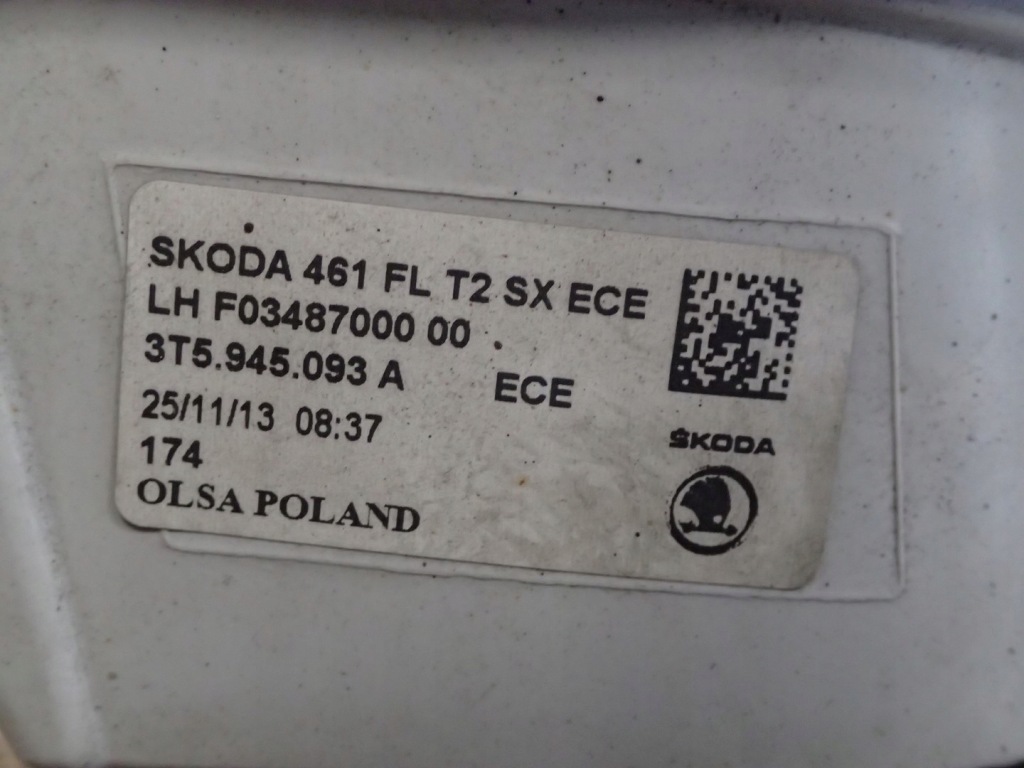 SKODA 461 FL T2 SX ECE
LH F03487000 00
3T5.945.093 A ECE
25/11/13 08:37
174
OLSA POLAND
ŠKODA